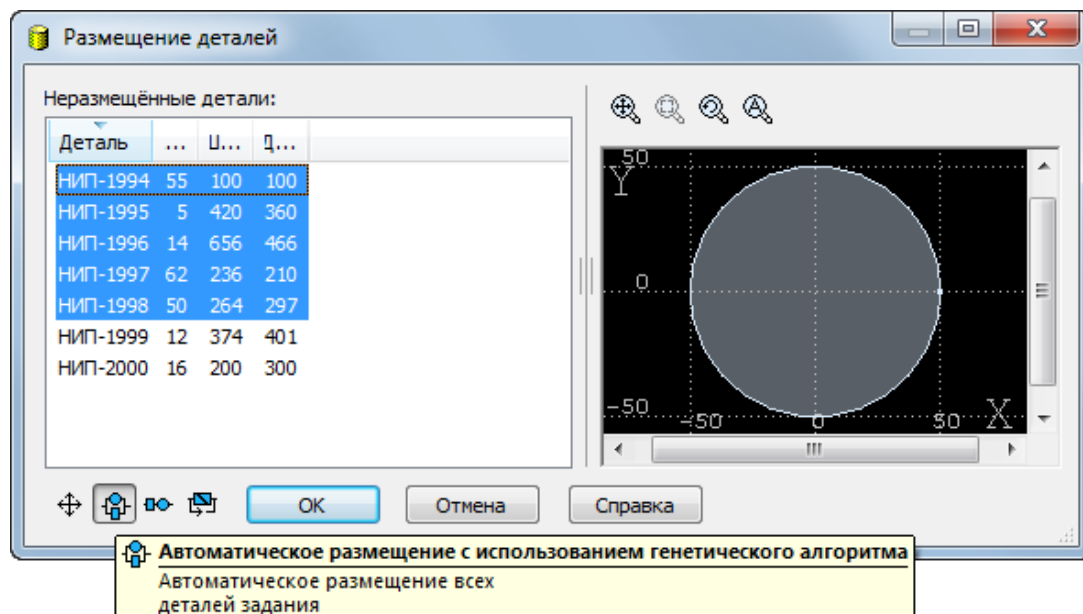 Размещение деталей
Неразмещённые детали:
Деталь ... Ш... Д...
НИП-1994 55 100 100
НИП-1995 5 420 360
НИП-1996 14 656 466
НИП-1997 62 236 210
НИП-1998 50 264 297
НИП-1999 12 374 401
НИП-2000 16 200 300
50
Y
0
-50
-50 0 50 X
OK Отмена Справка
Автоматическое размещение с использованием генетического алгоритма
Автоматическое размещение всех
деталей задания